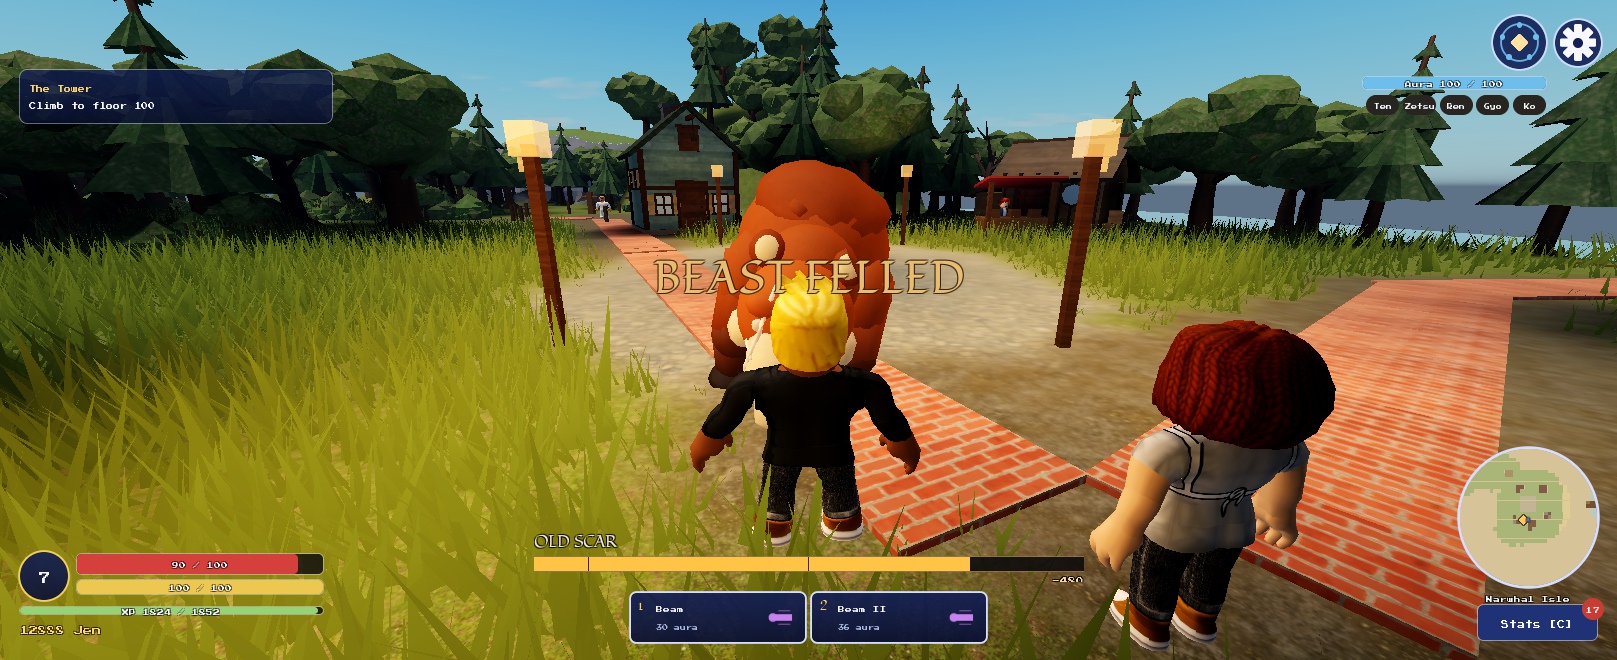 The Tower
Climb to floor 100
Aura 100 / 100
Ten Zetsu Ren Gyo Ko
BEAST FELLED
OLD SCAR
-480
7
90 / 100
100 / 100
XP 1824 / 1852
12888 Jen
1 Beam
30 aura
2 Beam II
36 aura
Narwhal Isle
17
Stats [C]